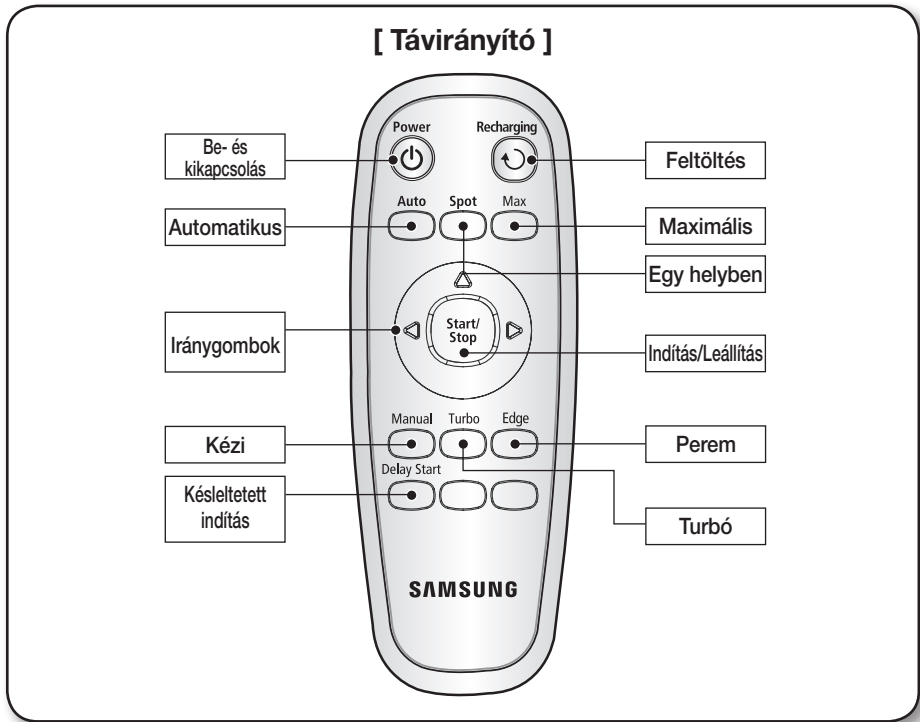 [ Távirányító ]
Power
Recharging
Be- és
kikapcsolás
Feltöltés
Auto
Spot
Max
Automatikus
Maximális
Egy helyben
Start/
Stop
Iránygombok
Indítás/Leállítás
Manual
Turbo
Edge
Kézi
Perem
Delay Start
Késleltetett
indítás
Turbó
SAMSUNG